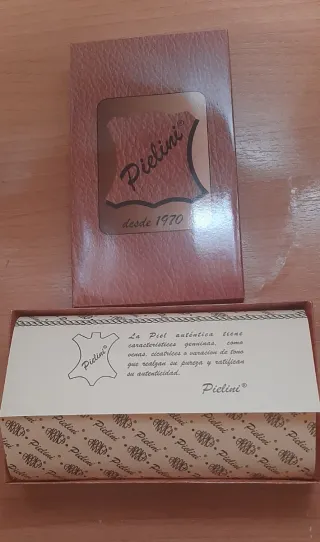 Pielini®
desde 1970
La Piel auténtica tiene
características genuinas, como
venas, cicatrices o varacion de tono
que realzan su pureza y ratifican
su autenticidad.
Pielini®
Pielini®